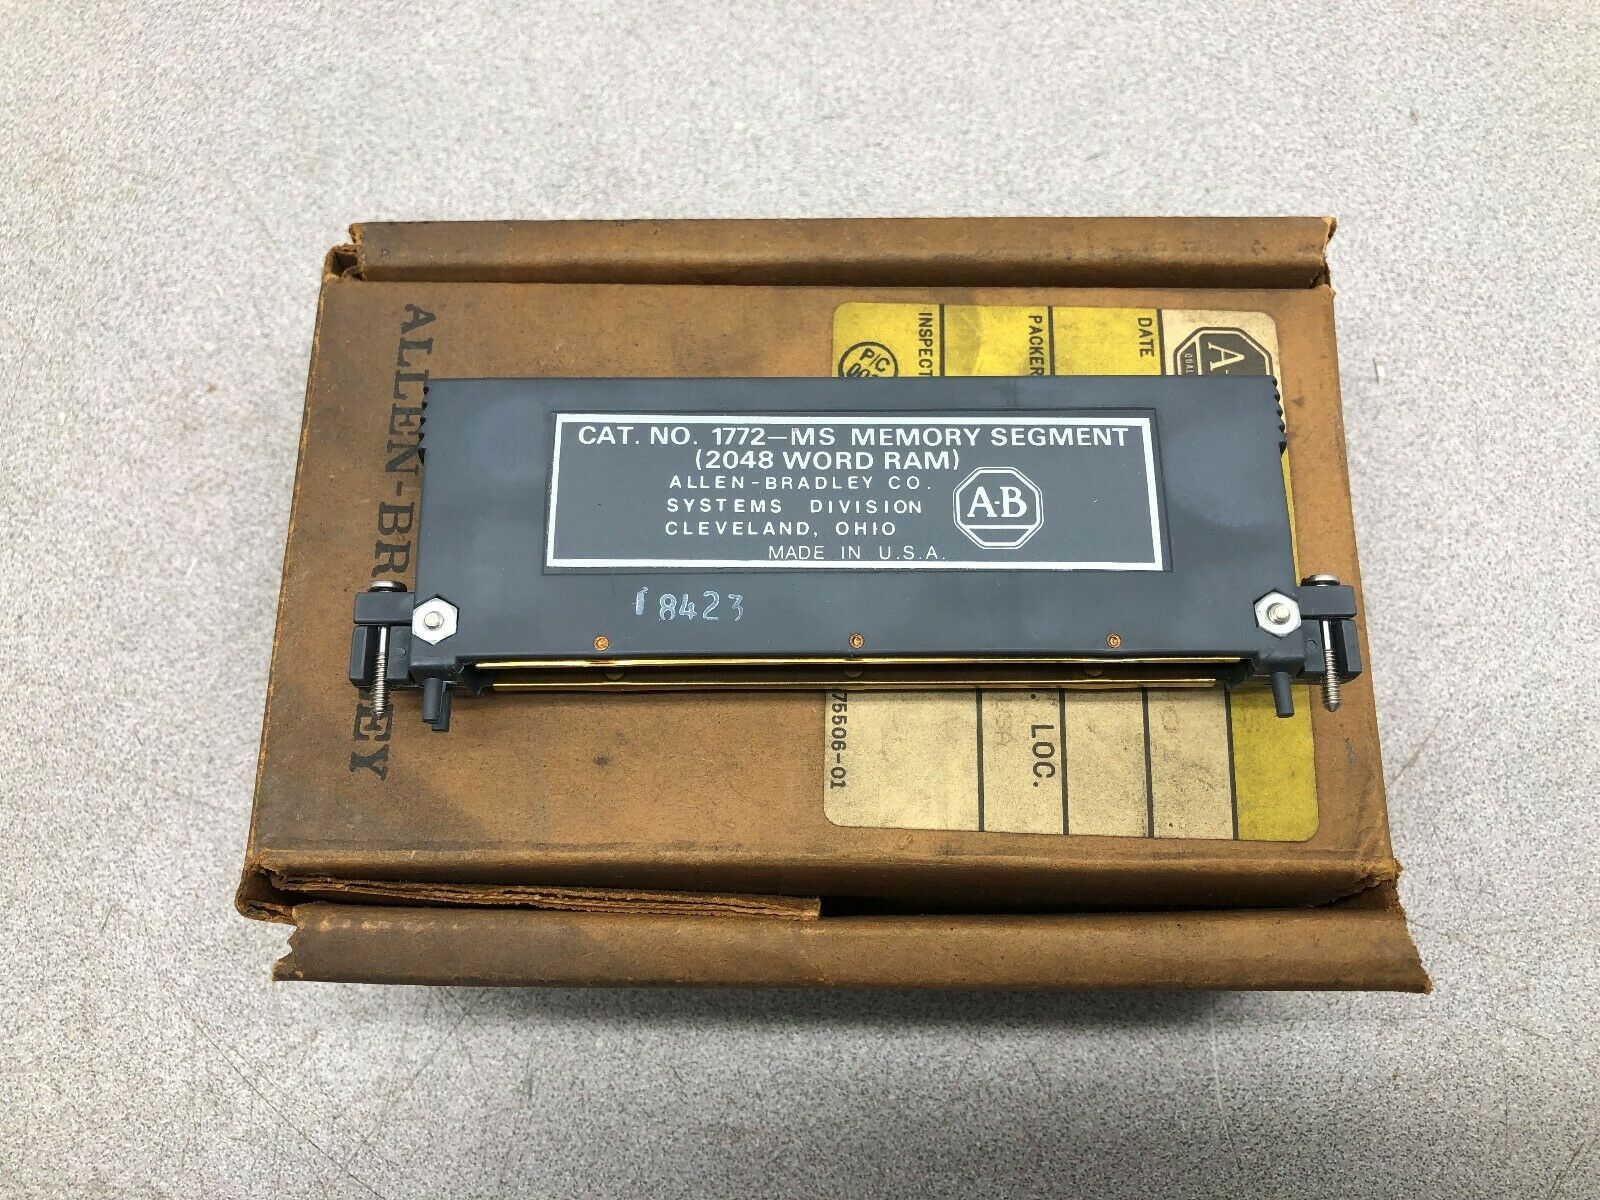 CAT. NO. 1772-MS MEMORY SEGMENT
(2048 WORD RAM)
ALLEN-BRADLEY CO.
SYSTEMS DIVISION
CLEVELAND, OHIO
MADE IN U.S.A.
A-B
18423
ALLEN-BR EY
DATE
PACKER
INSPECT
P/C
A
LOC.
75506-01